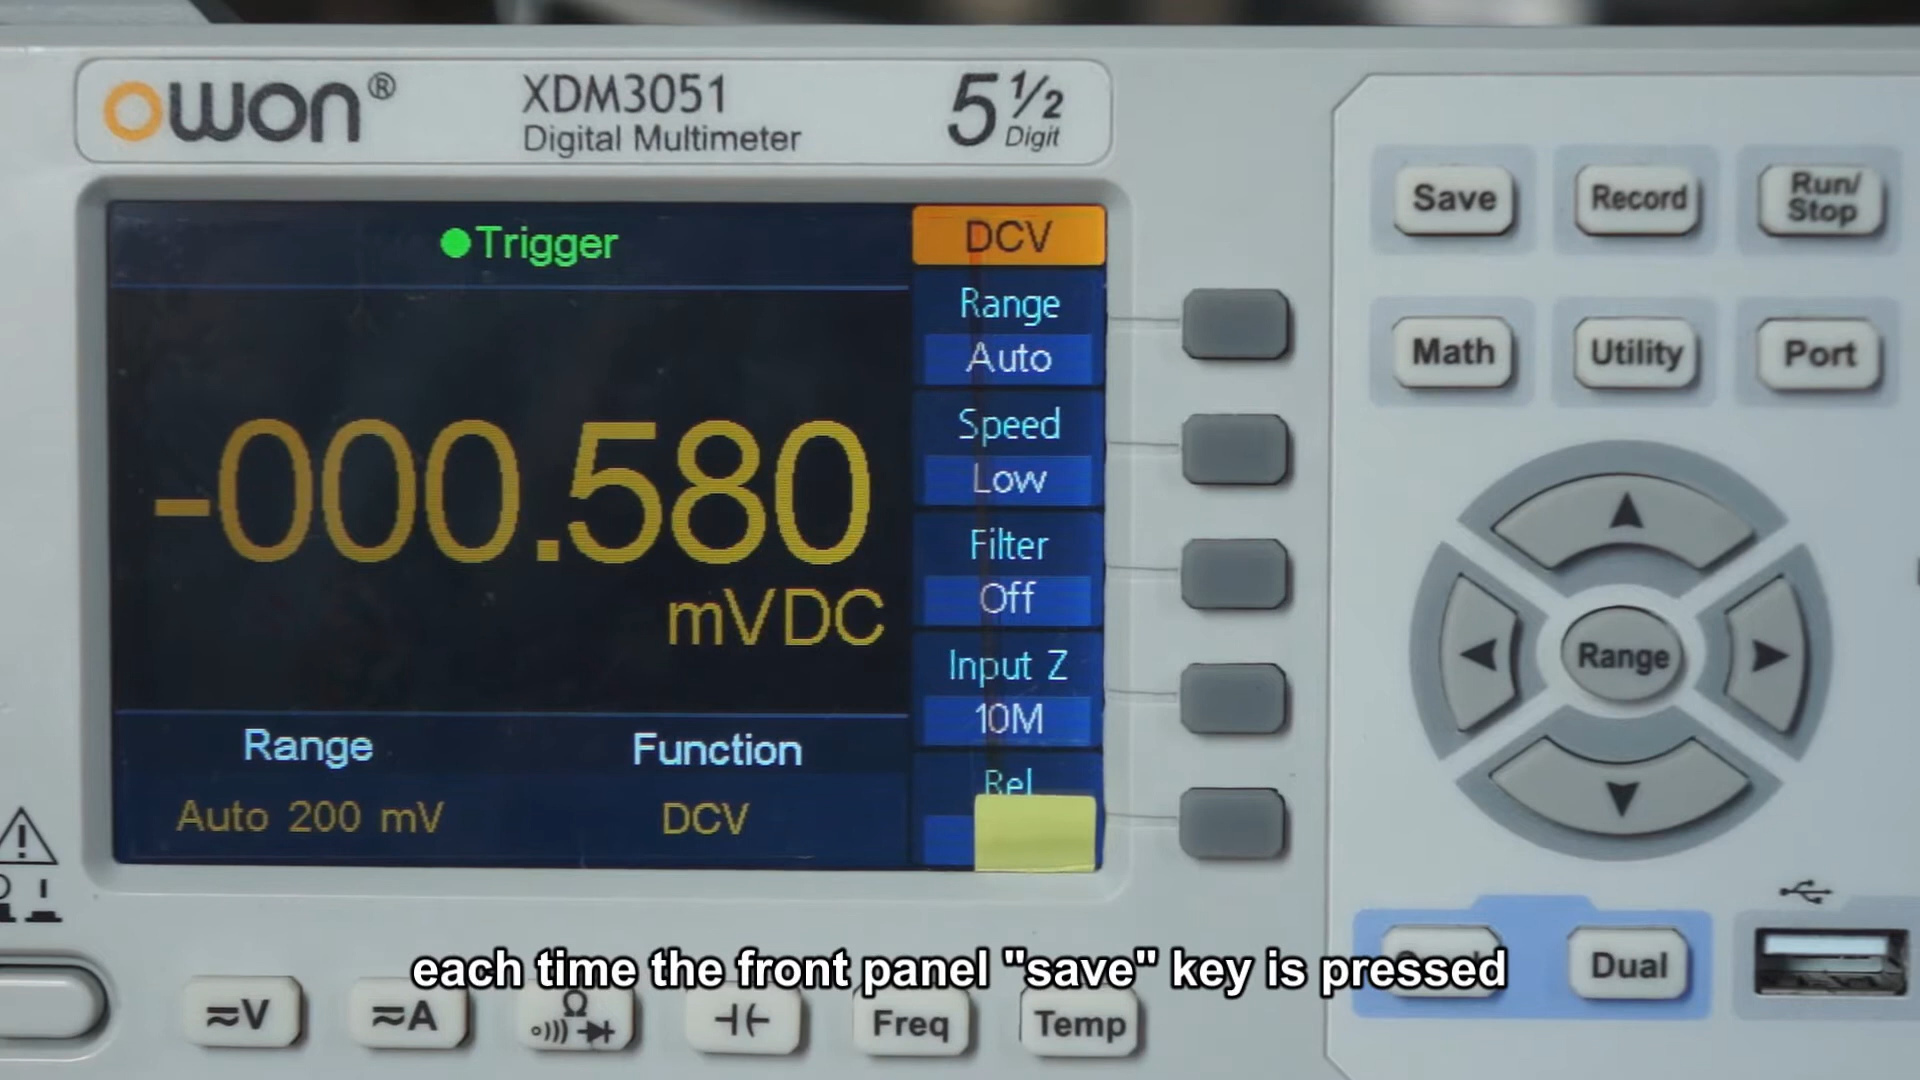 owon®
XDM3051
Digital Multimeter
5 1/2
Digit
Trigger
DCV
Range
Auto
Speed
Low
Filter
Off
Input Z
10M
Rel
-000.580
mVDC
Range
Function
Auto 200 mV
DCV
Save
Record
Run/
Stop
Math
Utility
Port
Range
Dual
each time the front panel "save" key is pressed
≂V
≂A
Ω
Freq
Temp